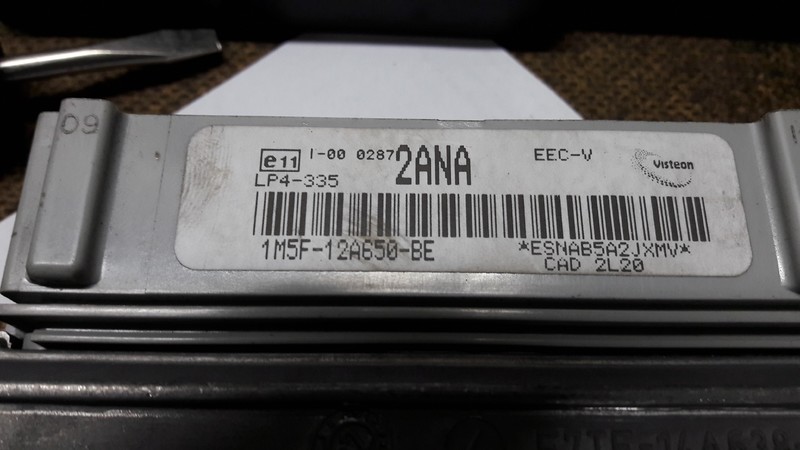 09
e11 I-00 0287 2ANA EEC-V Visteon
LP4-335
1M5F-12A650-BE *ESNAB5A2JXMV*
CAD 2L20